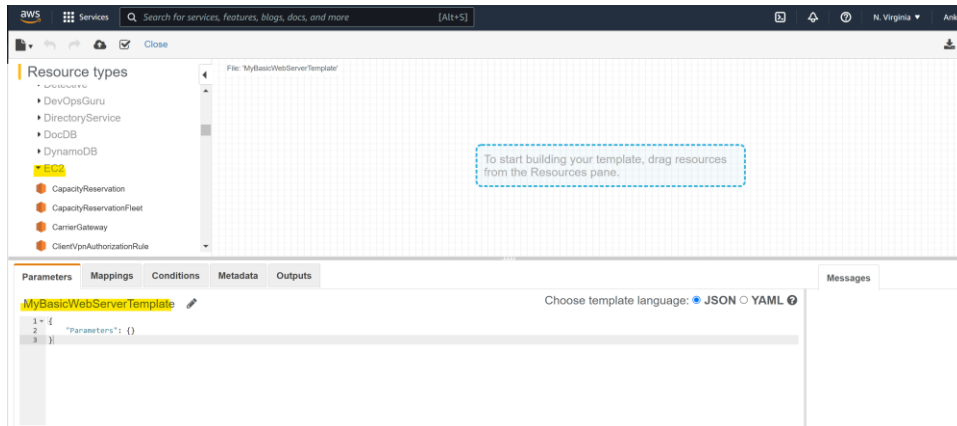 aws Services Search for services, features, blogs, docs, and more [Alt+S] N. Virginia ▼ Ank
Close
Resource types
File: 'MyBasicWebServerTemplate'
Detective
DevOpsGuru
DirectoryService
DocDB
DynamoDB
EC2
CapacityReservation
CapacityReservationFleet
CarrierGateway
ClientVpnAuthorizationRule
To start building your template, drag resources
from the Resources pane.
Parameters Mappings Conditions Metadata Outputs
Messages
MyBasicWebServerTemplate
Choose template language: JSON YAML
1 {
2 "Parameters": {}
3 }